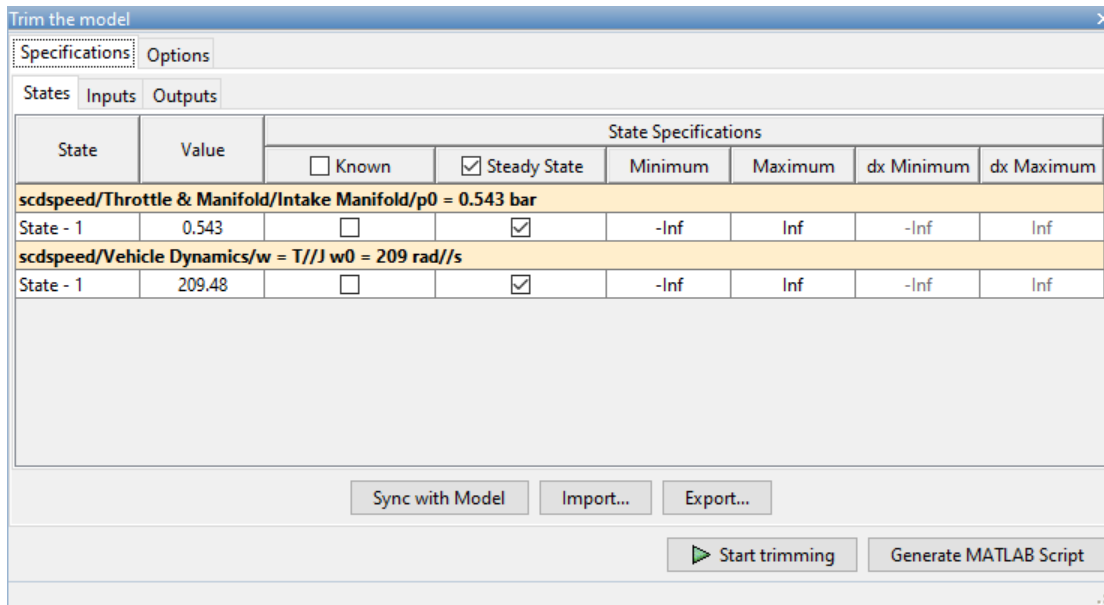 Trim the model
Specifications Options
States Inputs Outputs
State Value State Specifications
Known Steady State Minimum Maximum dx Minimum dx Maximum
scdspeed/Throttle & Manifold/Intake Manifold/p0 = 0.543 bar
State - 1 0.543 -Inf Inf -Inf Inf
scdspeed/Vehicle Dynamics/w = T//J w0 = 209 rad//s
State - 1 209.48 -Inf Inf -Inf Inf
Sync with Model Import... Export...
Start trimming Generate MATLAB Script